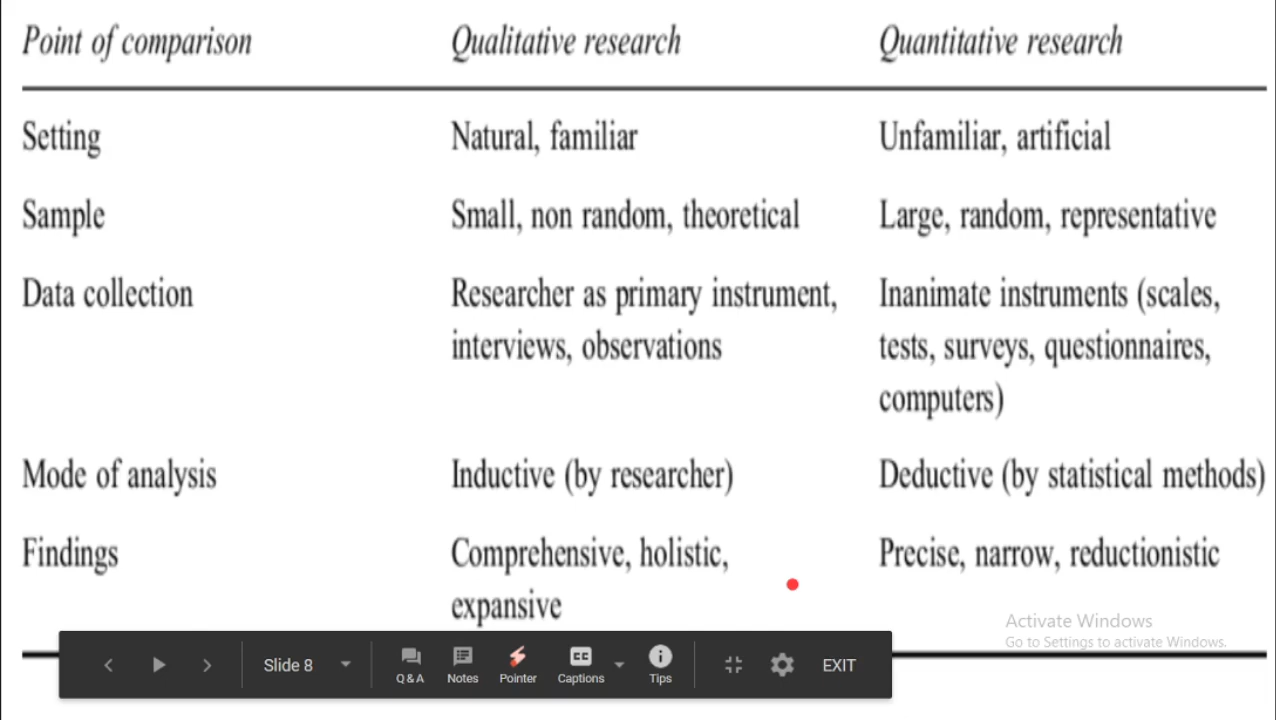 Point of comparison Qualitative research Quantitative research
Setting Natural, familiar Unfamiliar, artificial
Sample Small, non random, theoretical Large, random, representative
Data collection Researcher as primary instrument, Inanimate instruments (scales,
interviews, observations tests, surveys, questionnaires,
computers)
Mode of analysis Inductive (by researcher) Deductive (by statistical methods)
Findings Comprehensive, holistic, Precise, narrow, reductionistic
expansive
Activate Windows
Go to Settings to activate Windows.
Slide 8 Q & A Notes Pointer CC Captions Tips EXIT